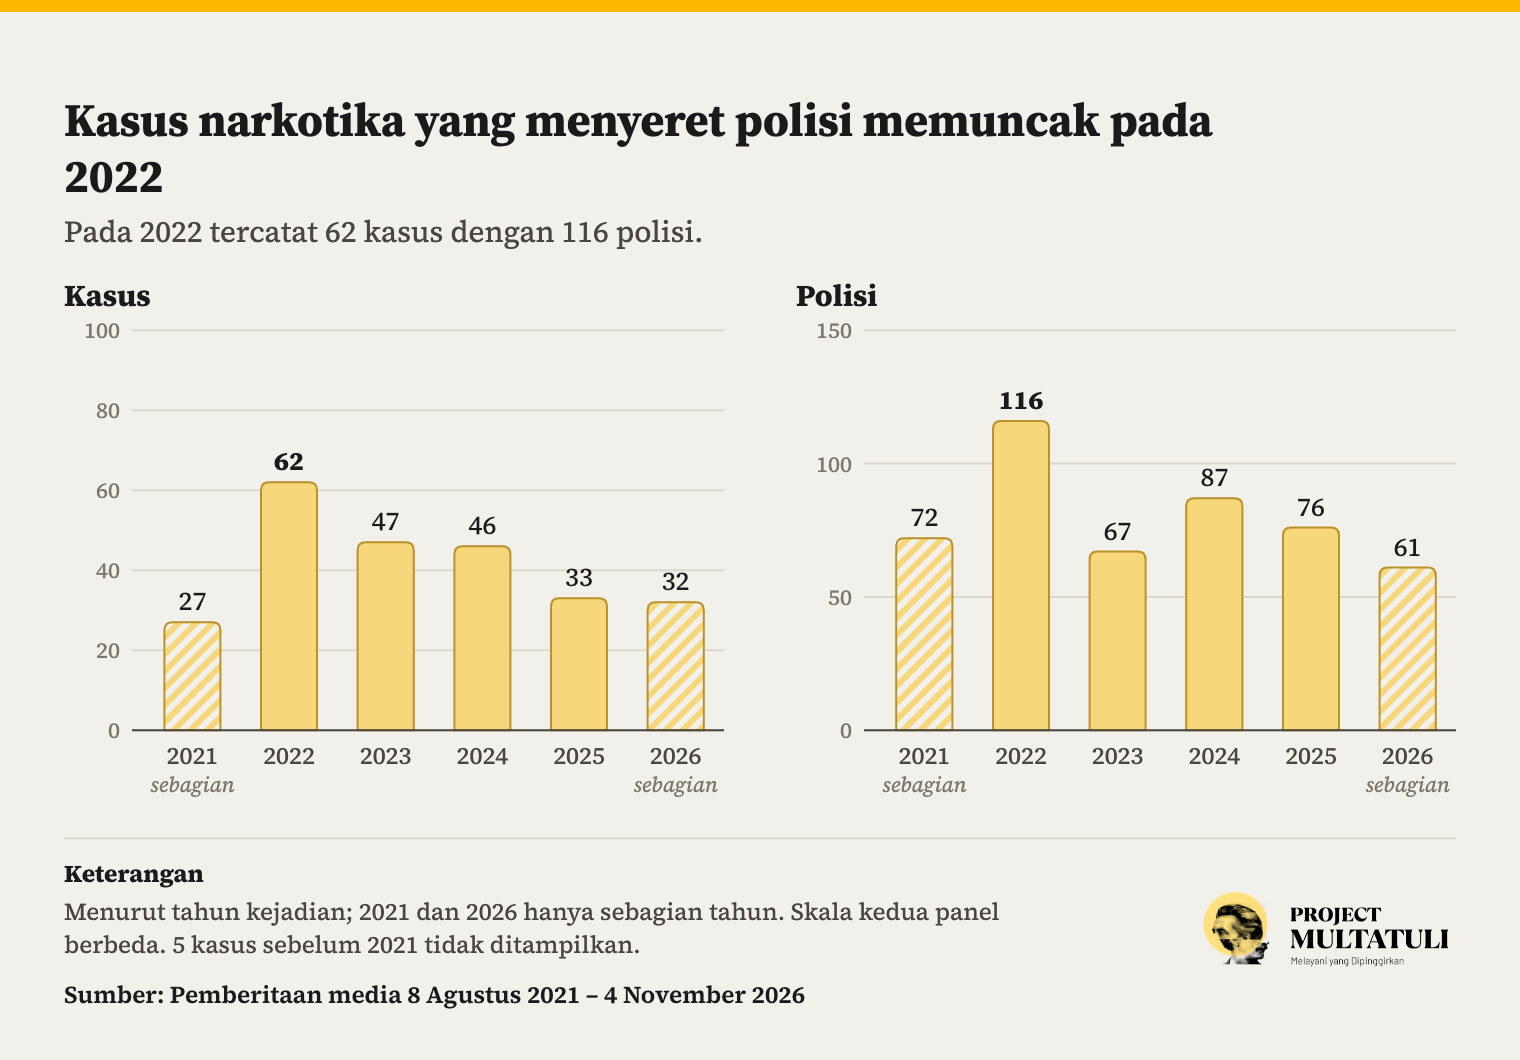 Kasus narkotika yang menyeret polisi memuncak pada
2022
Pada 2022 tercatat 62 kasus dengan 116 polisi.
Kasus
100
80
60
40
20
0
27
62
47
46
33
32
2021
2022
2023
2024
2025
2026
sebagian
sebagian
Polisi
150
100
50
0
72
116
67
87
76
61
2021
2022
2023
2024
2025
2026
sebagian
sebagian
Keterangan
Menurut tahun kejadian; 2021 dan 2026 hanya sebagian tahun. Skala kedua panel
berbeda. 5 kasus sebelum 2021 tidak ditampilkan.
Sumber: Pemberitaan media 8 Agustus 2021 – 4 November 2026
PROJECT
MULTATULI
Melayani yang Dipinggirkan